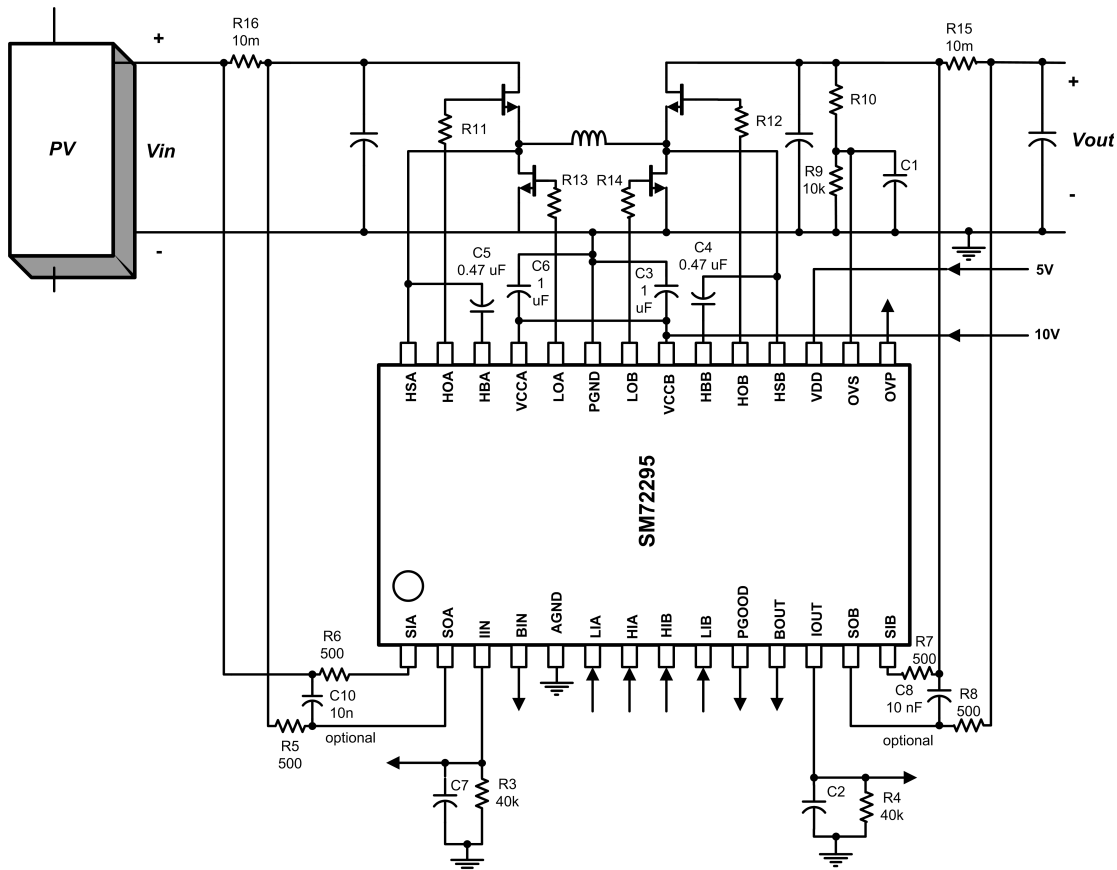 R16
10m
R15
10m
+
+
PV
Vin
Vout
-
-
R11
R12
R10
R13
R14
R9
10k
C1
C5
0.47 uF
C6
1
uF
C3
1
uF
C4
0.47 uF
5V
10V
HSA
HOA
HBA
VCCA
LOA
PGND
LOB
VCCB
HBB
HOB
HSB
VDD
OVS
OVP
SM72295
SIA
SOA
IIN
BIN
AGND
LIA
HIA
HIB
LIB
PGOOD
BOUT
IOUT
SOB
SIB
R6
500
C10
10n
R5
500
optional
R7
500
C8
10 nF
R8
500
optional
C7
R3
40k
C2
R4
40k